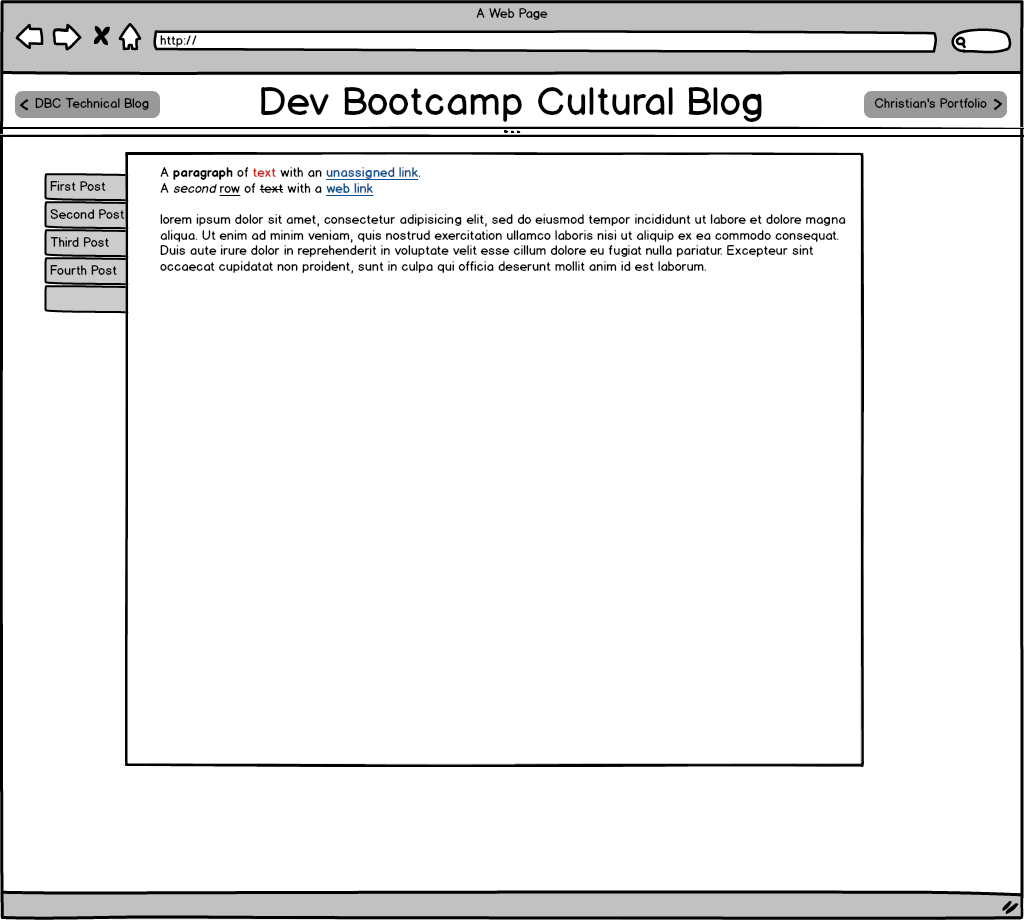 A Web Page
http://
DBC Technical Blog
Dev Bootcamp Cultural Blog
Christian's Portfolio
First Post
Second Post
Third Post
Fourth Post
A paragraph of text with an unassigned link.
A second row of text with a web link
lorem ipsum dolor sit amet, consectetur adipisicing elit, sed do eiusmod tempor incididunt ut labore et dolore magna
aliqua. Ut enim ad minim veniam, quis nostrud exercitation ullamco laboris nisi ut aliquip ex ea commodo consequat.
Duis aute irure dolor in reprehenderit in voluptate velit esse cillum dolore eu fugiat nulla pariatur. Excepteur sint
occaecat cupidatat non proident, sunt in culpa qui officia deserunt mollit anim id est laborum.